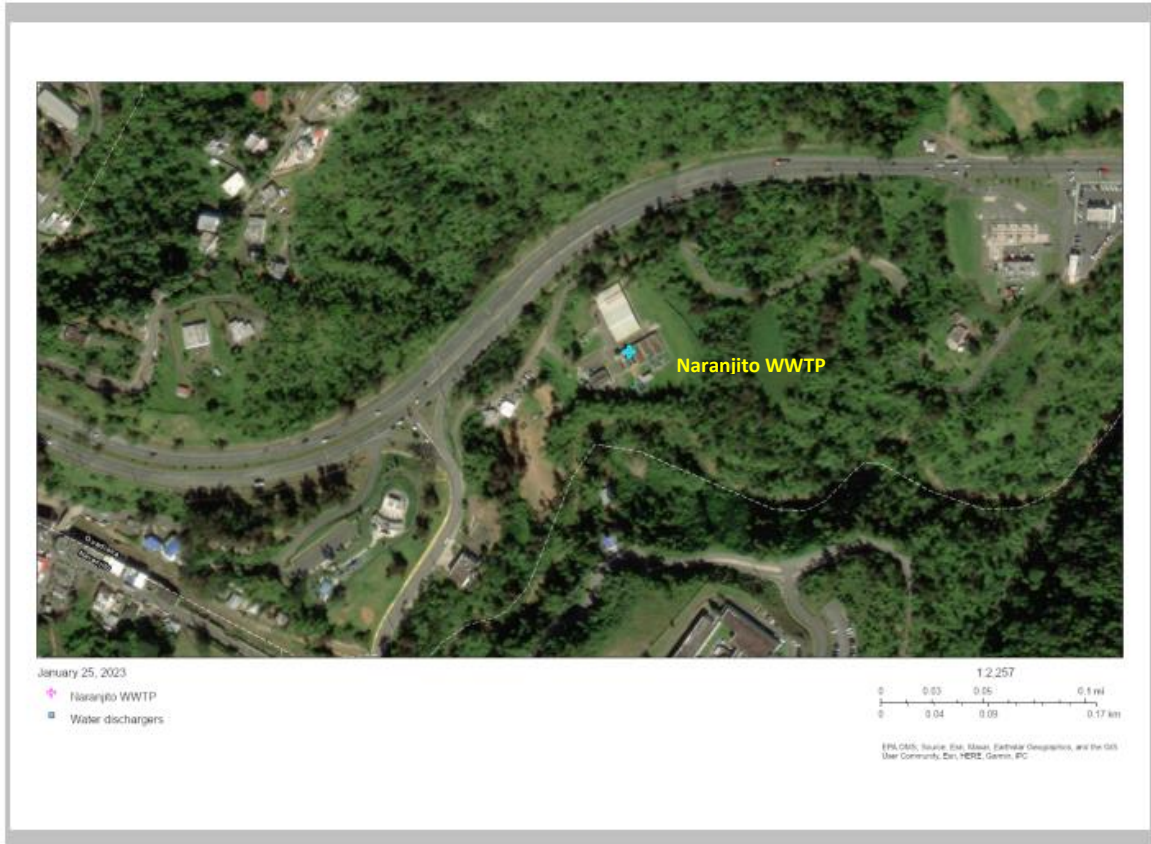 Naranjito WWTP
Guadiana
Naranjito
January 25, 2023
Naranjito WWTP
Water dischargers
1:2,257
0 0.03 0.05 0.1 mi
0 0.04 0.09 0.17 km
EPA OMS, Source: Esri, Maxar, Earthstar Geographics, and the GIS
User Community, Esri, HERE, Garmin, iPC